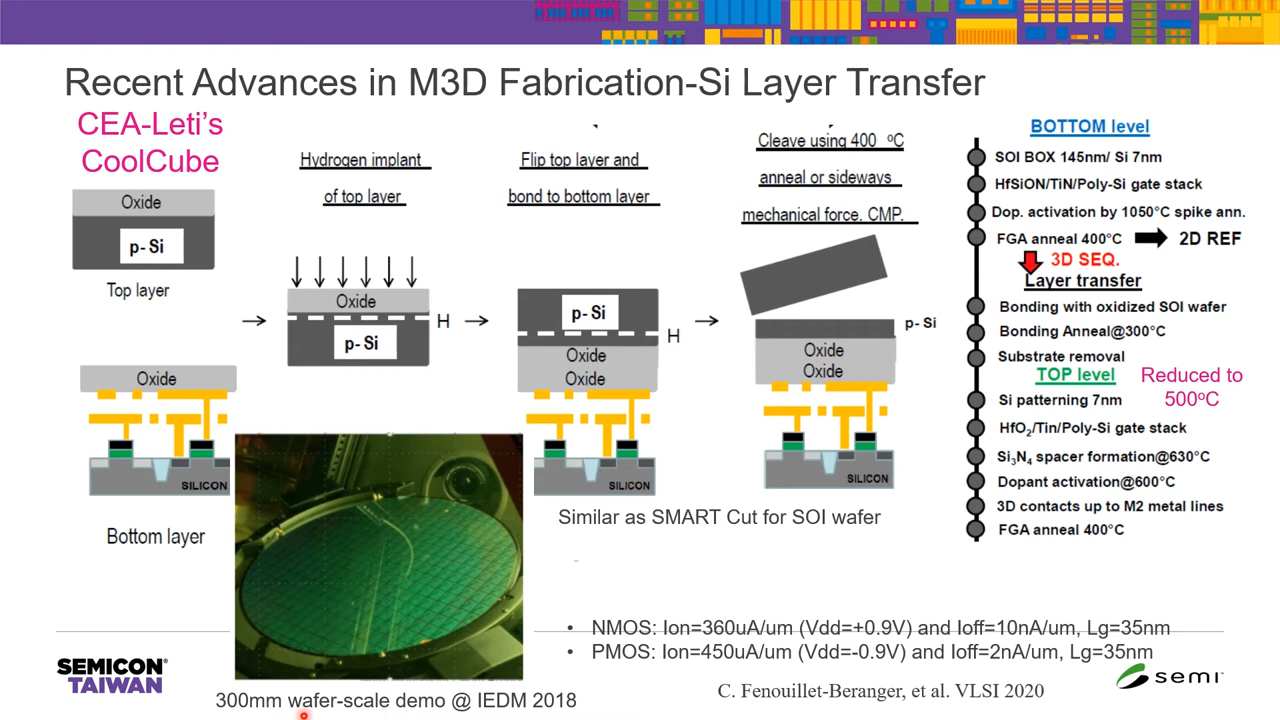 Recent Advances in M3D Fabrication-Si Layer Transfer
CEA-Leti's
CoolCube
Oxide
p- Si
Top layer
Oxide
SILICON
Bottom layer
Hydrogen implant
of top layer
Oxide
H
p- Si
Flip top layer and
bond to bottom layer
p- Si
H
Oxide
Oxide
SILICON
Cleave using 400 ºC
anneal or sideways
mechanical force. CMP.
p- Si
Oxide
Oxide
SILICON
Similar as SMART Cut for SOI wafer
BOTTOM level
SOI BOX 145nm/ Si 7nm
HfSiON/TiN/Poly-Si gate stack
Dop. activation by 1050°C spike ann.
FGA anneal 400°C
2D REF
3D SEQ.
Layer transfer
Bonding with oxidized SOI wafer
Bonding Anneal@300°C
Substrate removal
TOP level
Reduced to
500ºC
Si patterning 7nm
HfO₂/Tin/Poly-Si gate stack
Si₃N₄ spacer formation@630°C
Dopant activation@600°C
3D contacts up to M2 metal lines
FGA anneal 400°C
• NMOS: Ion=360uA/um (Vdd=+0.9V) and Ioff=10nA/um, Lg=35nm
• PMOS: Ion=450uA/um (Vdd=-0.9V) and Ioff=2nA/um, Lg=35nm
SEMICON®
TAIWAN
300mm wafer-scale demo @ IEDM 2018
C. Fenouillet-Beranger, et al. VLSI 2020
semi